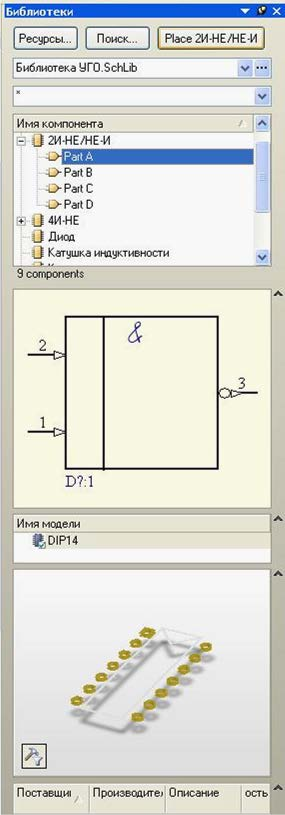 Библиотеки
Ресурсы... Поиск... Place 2И-НЕ/НЕ-И
Библиотека УГО.SchLib ...
*
Имя компонента
2И-НЕ/НЕ-И
Part A
Part B
Part C
Part D
4И-НЕ
Диод
Катушка индуктивности
9 components
&
2
3
1
D?:1
Имя модели
DIP14
Поставщи Производите Описание ость